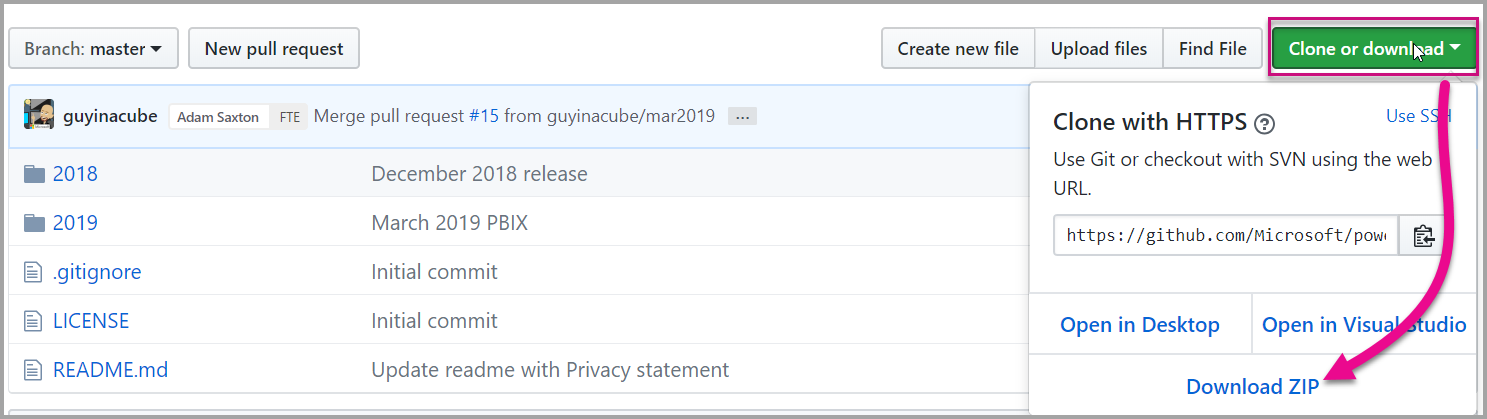 Branch: master
New pull request
Create new file
Upload files
Find File
Clone or download
guyinacube Adam Saxton FTE Merge pull request #15 from guyinacube/mar2019 ...
2018 December 2018 release
2019 March 2019 PBIX
.gitignore Initial commit
LICENSE Initial commit
README.md Update readme with Privacy statement
Clone with HTTPS ?
Use SSH
Use Git or checkout with SVN using the web
URL.
https://github.com/Microsoft/pow
Open in Desktop
Open in Visual Studio
Download ZIP